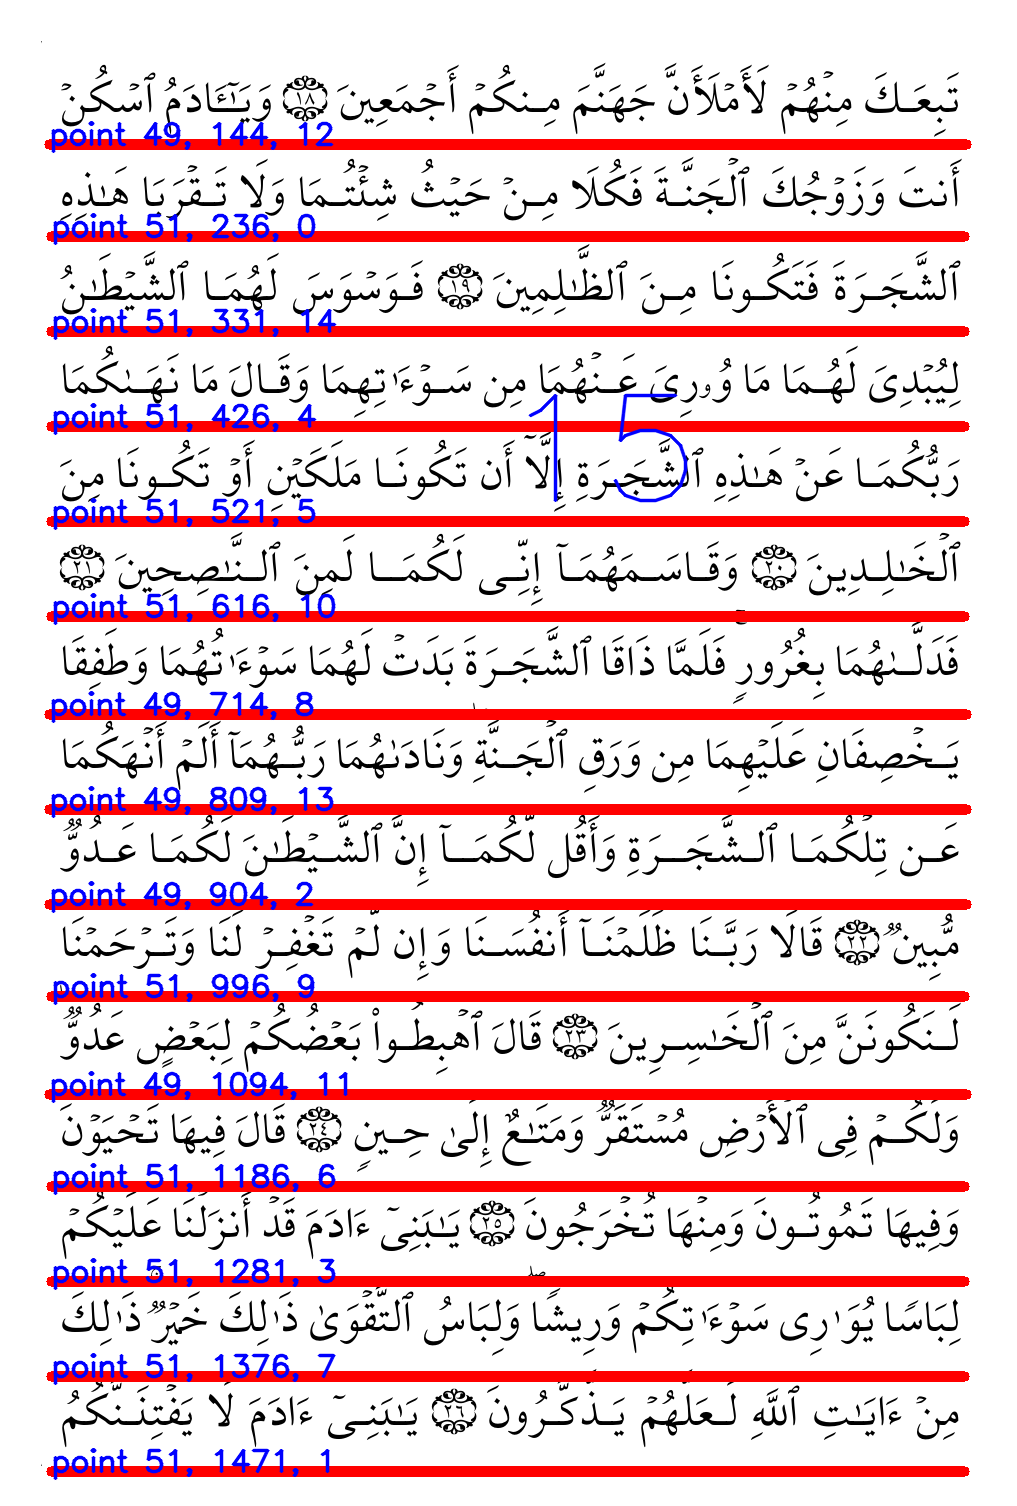 تَبِعَكَ مِنۡهُمۡ لَأَمۡلَأَنَّ جَهَنَّمَ مِنكُمۡ أَجۡمَعِينَ ١٨ وَيَـٰٓـَٔادَمُ ٱسۡكُنۡ
point 49, 144, 12
أَنتَ وَزَوۡجُكَ ٱلۡجَنَّةَ فَكُلَا مِنۡ حَيۡثُ شِئۡتُمَا وَلَا تَقۡرَبَا هَـٰذِهِ
point 51, 236, 0
ٱلشَّجَرَةَ فَتَكُونَا مِنَ ٱلظَّـٰلِمِينَ ١٩ فَوَسۡوَسَ لَهُمَا ٱلشَّيۡطَـٰنُ
point 51, 331, 14
لِيُبۡدِىَ لَهُمَا مَا وُۥرِىَ عَنۡهُمَا مِن سَوۡءَٰتِهِمَا وَقَالَ مَا نَهَىٰكُمَا
point 51, 426, 4
15
رَبُّكُمَا عَنۡ هَـٰذِهِ ٱلشَّجَرَةِ إِلَّآ أَن تَكُونَا مَلَكَيۡنِ أَوۡ تَكُونَا مِنَ
point 51, 521, 5
ٱلۡخَـٰلِدِينَ ٢٠ وَقَاسَمَهُمَآ إِنِّى لَكُمَا لَمِنَ ٱلنَّـٰصِحِينَ ٢١
point 51, 616, 10
فَدَلَّىٰهُمَا بِغُرُورٍ فَلَمَّا ذَاقَا ٱلشَّجَرَةَ بَدَتۡ لَهُمَا سَوۡءَٰتُهُمَا وَطَفِقَا
point 49, 714, 8
يَخۡصِفَانِ عَلَيۡهِمَا مِن وَرَقِ ٱلۡجَنَّةِ وَنَادَىٰهُمَا رَبُّهُمَآ أَلَمۡ أَنۡهَكُمَا
point 49, 809, 13
عَن تِلۡكُمَا ٱلشَّجَرَةِ وَأَقُل لَّكُمَآ إِنَّ ٱلشَّيۡطَـٰنَ لَكُمَا عَدُوٌّ
point 49, 904, 2
مُّبِينٌ ٢٢ قَالَا رَبَّنَا ظَلَمۡنَآ أَنفُسَنَا وَإِن لَّمۡ تَغۡفِرۡ لَنَا وَتَرۡحَمۡنَا
point 51, 996, 9
لَنَكُونَنَّ مِنَ ٱلۡخَـٰسِرِينَ ٢٣ قَالَ ٱهۡبِطُوا۟ بَعۡضُكُمۡ لِبَعۡضٍ عَدُوٌّ
point 49, 1094, 11
وَلَكُمۡ فِى ٱلۡأَرۡضِ مُسۡتَقَرٌّ وَمَتَـٰعٌ إِلَىٰ حِينٍ ٢٤ قَالَ فِيهَا تَحۡيَوۡنَ
point 51, 1186, 6
وَفِيهَا تَمُوتُونَ وَمِنۡهَا تُخۡرَجُونَ ٢٥ يَـٰبَنِىٓ ءَادَمَ قَدۡ أَنزَلۡنَا عَلَيۡكُمۡ
point 51, 1281, 3
لِبَاسًا يُوَٰرِى سَوۡءَٰتِكُمۡ وَرِيشًا وَلِبَاسُ ٱلتَّقۡوَىٰ ذَٰلِكَ خَيۡرٌ ذَٰلِكَ
point 51, 1376, 7
مِنۡ ءَايَـٰتِ ٱللَّهِ لَعَلَّهُمۡ يَذَّكَّرُونَ ٢٦ يَـٰبَنِىٓ ءَادَمَ لَا يَفۡتِنَنَّكُمُ
point 51, 1471, 1